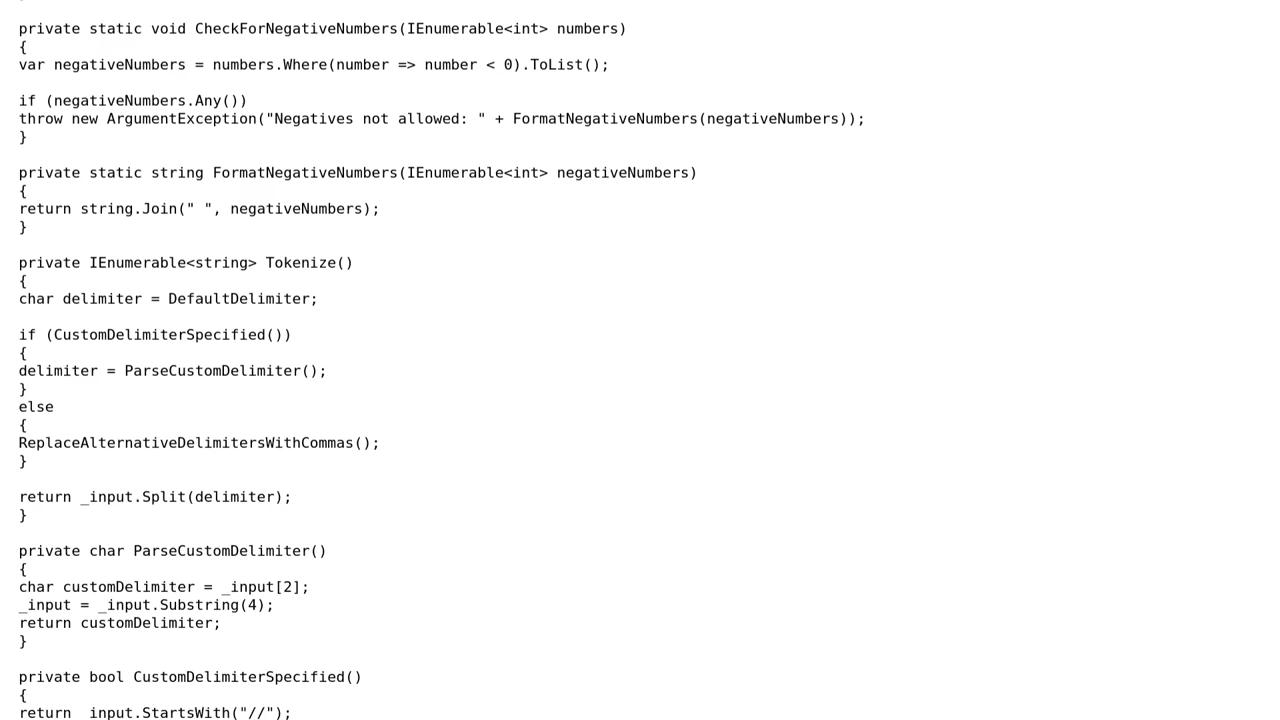 private static void CheckForNegativeNumbers(IEnumerable<int> numbers)
{
var negativeNumbers = numbers.Where(number => number < 0).ToList();
if (negativeNumbers.Any())
throw new ArgumentException("Negatives not allowed: " + FormatNegativeNumbers(negativeNumbers));
}
private static string FormatNegativeNumbers(IEnumerable<int> negativeNumbers)
{
return string.Join(" ", negativeNumbers);
}
private IEnumerable<string> Tokenize()
{
char delimiter = DefaultDelimiter;
if (CustomDelimiterSpecified())
{
delimiter = ParseCustomDelimiter();
}
else
{
ReplaceAlternativeDelimitersWithCommas();
}
return _input.Split(delimiter);
}
private char ParseCustomDelimiter()
{
char customDelimiter = _input[2];
_input = _input.Substring(4);
return customDelimiter;
}
private bool CustomDelimiterSpecified()
{
return _input.StartsWith("//");